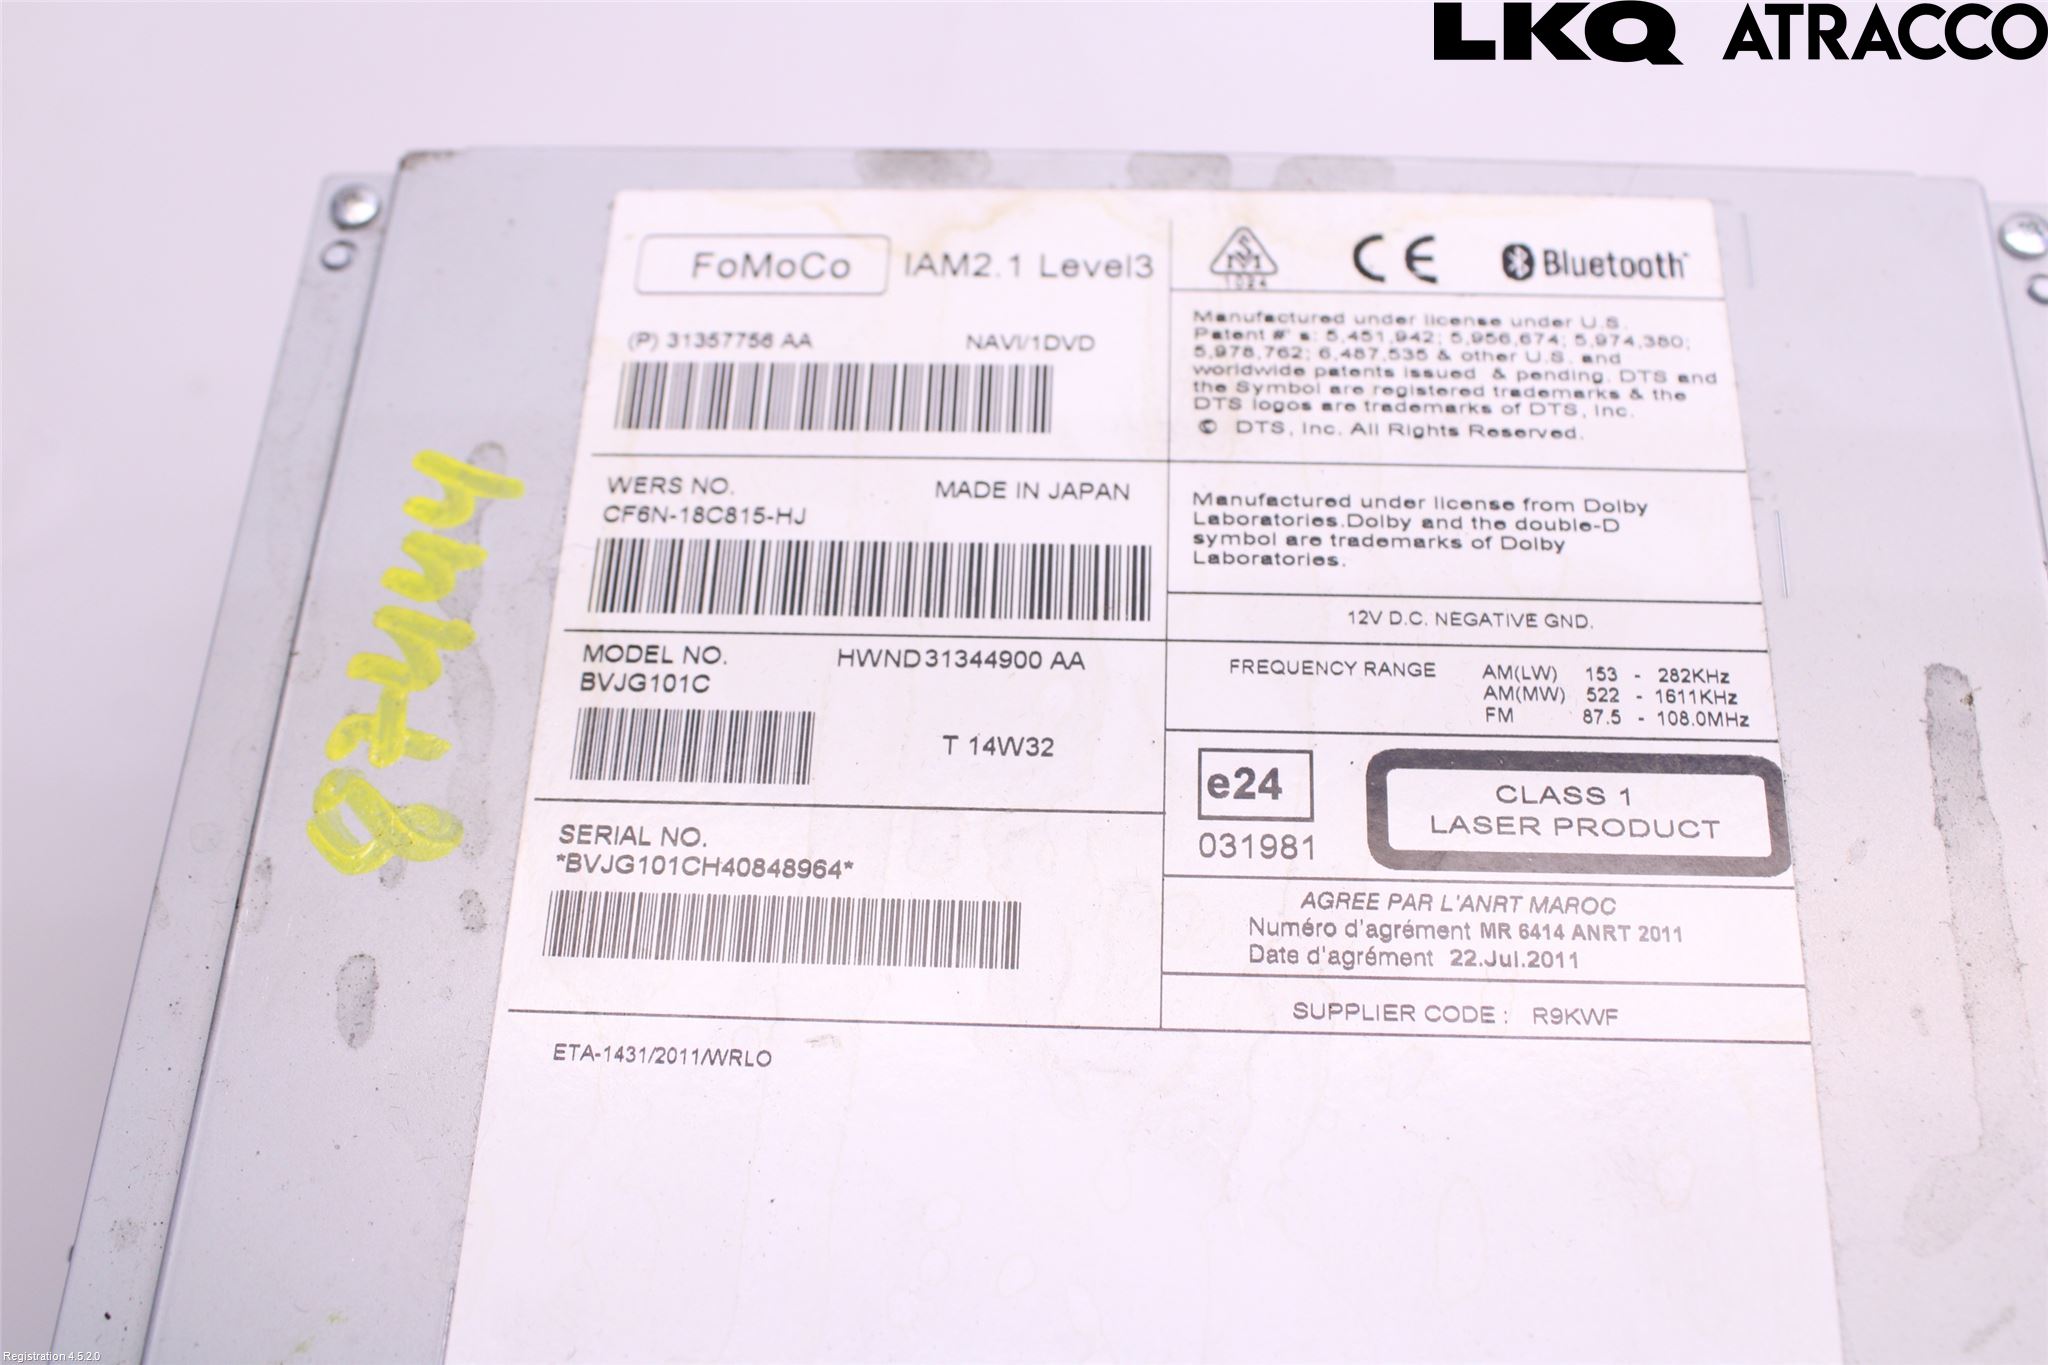 LKQ ATRACCO
FoMoCo IAM2.1 Level3
(P) 31357756 AA NAVI/1DVD
WERS NO. MADE IN JAPAN
CF6N-18C815-HJ
MODEL NO. HWND31344900 AA
BVJG101C
T 14W32
SERIAL NO.
*BVJG101CH40848964*
ETA-1431/2011/WRLO
SM
1024
CE Bluetooth
Manufactured under license under U.S.
Patent #' s: 5,451,942; 5,956,674; 5,974,380;
5,978,762; 6,487,535 & other U.S. and
worldwide patents issued & pending. DTS and
the Symbol are registered trademarks & the
DTS logos are trademarks of DTS, Inc.
© DTS, Inc. All Rights Reserved.
Manufactured under license from Dolby
Laboratories.Dolby and the double-D
symbol are trademarks of Dolby
Laboratories.
12V D.C. NEGATIVE GND.
FREQUENCY RANGE AM(LW) 153 - 282KHz
AM(MW) 522 - 1611KHz
FM 87.5 - 108.0MHz
e24
031981
CLASS 1
LASER PRODUCT
AGREE PAR L'ANRT MAROC
Numéro d'agrément MR 6414 ANRT 2011
Date d'agrément 22.Jul.2011
SUPPLIER CODE : R9KWF
Registration 4.5.2.0